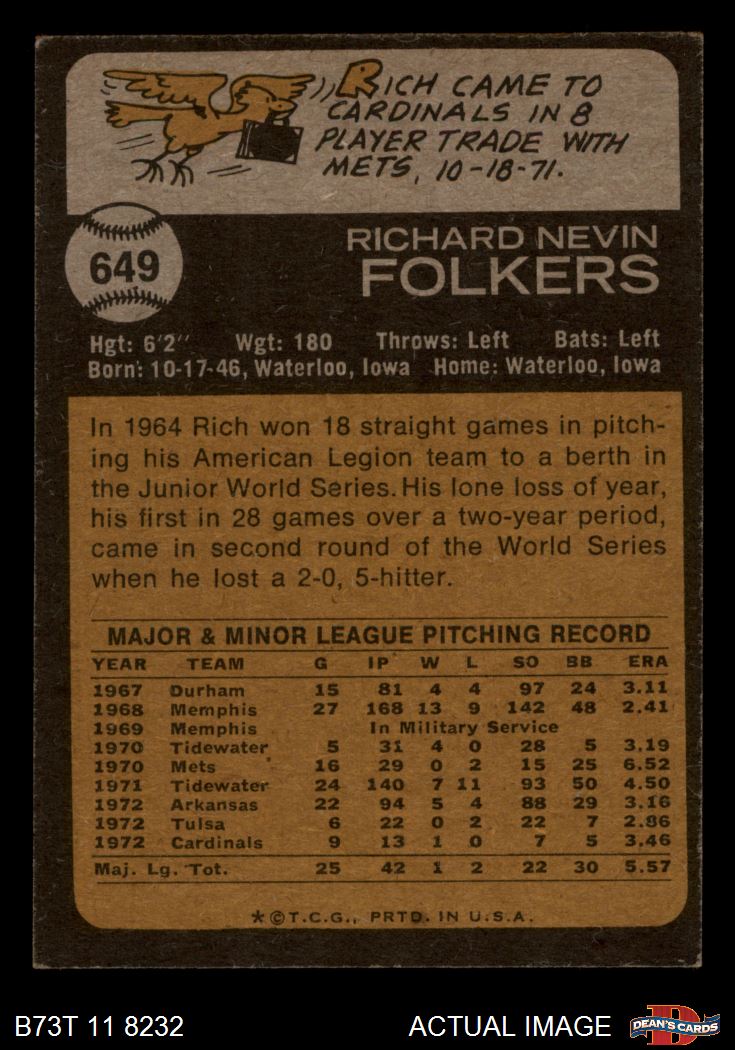 RICH CAME TO
CARDINALS IN 8
PLAYER TRADE WITH
METS, 10-18-71.
649
RICHARD NEVIN
FOLKERS
Hgt: 6'2" Wgt: 180 Throws: Left Bats: Left
Born: 10-17-46, Waterloo, Iowa Home: Waterloo, Iowa
In 1964 Rich won 18 straight games in pitch-
ing his American Legion team to a berth in
the Junior World Series. His lone loss of year,
his first in 28 games over a two-year period,
came in second round of the World Series
when he lost a 2-0, 5-hitter.
MAJOR & MINOR LEAGUE PITCHING RECORD
YEAR TEAM G IP W L SO BB ERA
1967 Durham 15 81 4 4 97 24 3.11
1968 Memphis 27 168 13 9 142 48 2.41
1969 Memphis In Military Service
1970 Tidewater 5 31 4 0 28 5 3.19
1970 Mets 16 29 0 2 15 25 6.52
1971 Tidewater 24 140 7 11 93 50 4.50
1972 Arkansas 22 94 5 4 88 29 3.16
1972 Tulsa 6 22 0 2 22 7 2.86
1972 Cardinals 9 13 1 0 7 5 3.46
Maj. Lg. Tot. 25 42 1 2 22 30 5.57
*©T.C.G., PRTD. IN U.S.A.
B73T 11 8232 ACTUAL IMAGE
D
DEAN'S CARDS